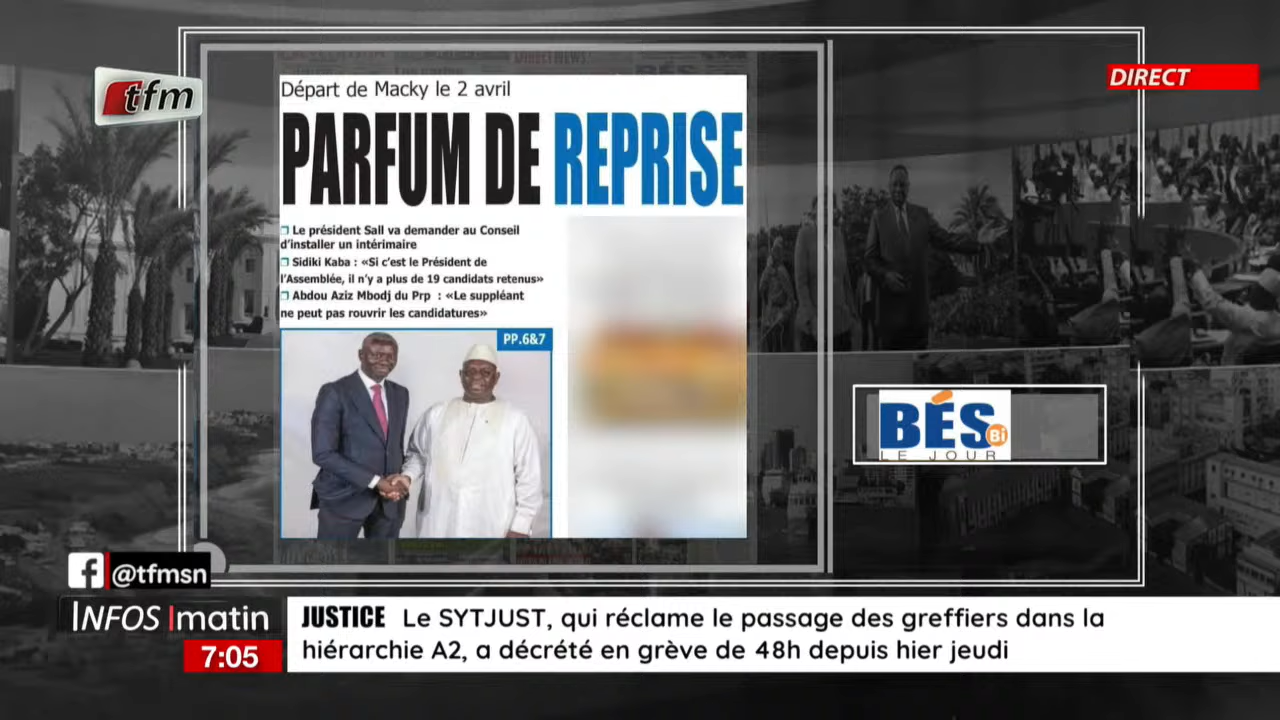 tfm
DIRECT
Départ de Macky le 2 avril
PARFUM DE REPRISE
❒ Le président Sall va demander au Conseil
d'installer un intérimaire
❒ Sidiki Kaba : «Si c'est le Président de
l'Assemblée, il n'y a plus de 19 candidats retenus»
❒ Abdou Aziz Mbodj du Prp : «Le suppléant
ne peut pas rouvrir les candidatures»
PP.6&7
BÉS Bi
LE JOUR
f @tfmsn
INFOS matin
7:05
JUSTICE Le SYTJUST, qui réclame le passage des greffiers dans la
hiérarchie A2, a décrété en grève de 48h depuis hier jeudi